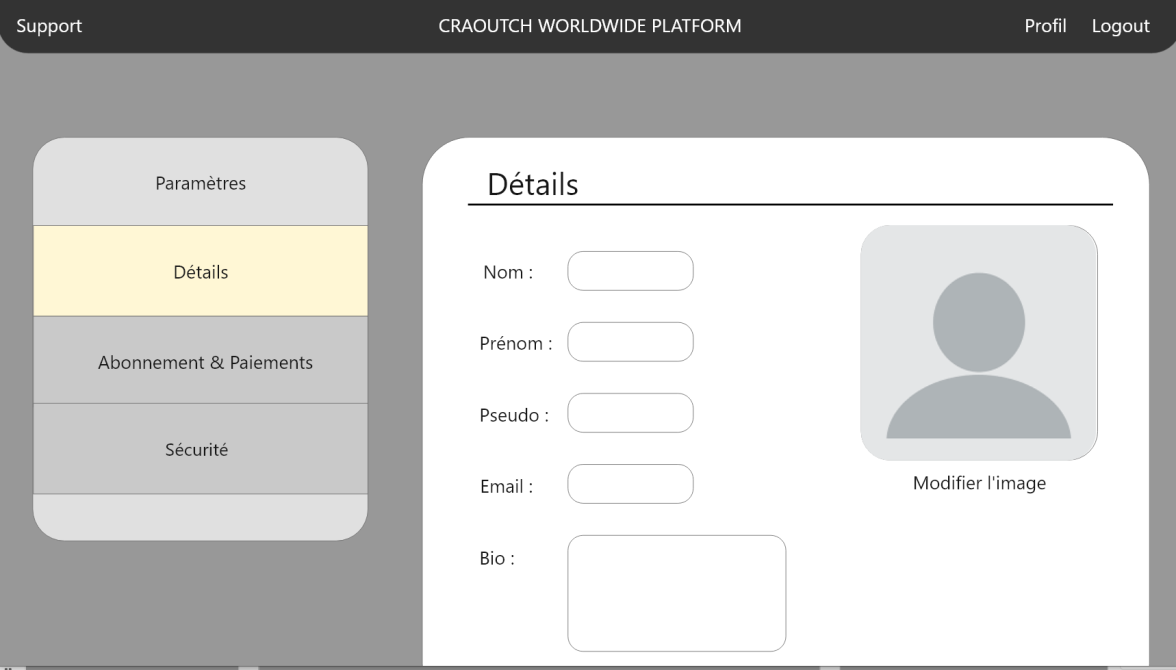 Support
CRAOUTCH WORLDWIDE PLATFORM
Profil
Logout
Paramètres
Détails
Abonnement & Paiements
Sécurité
Détails
Nom :
Prénom :
Pseudo :
Email :
Bio :
Modifier l'image